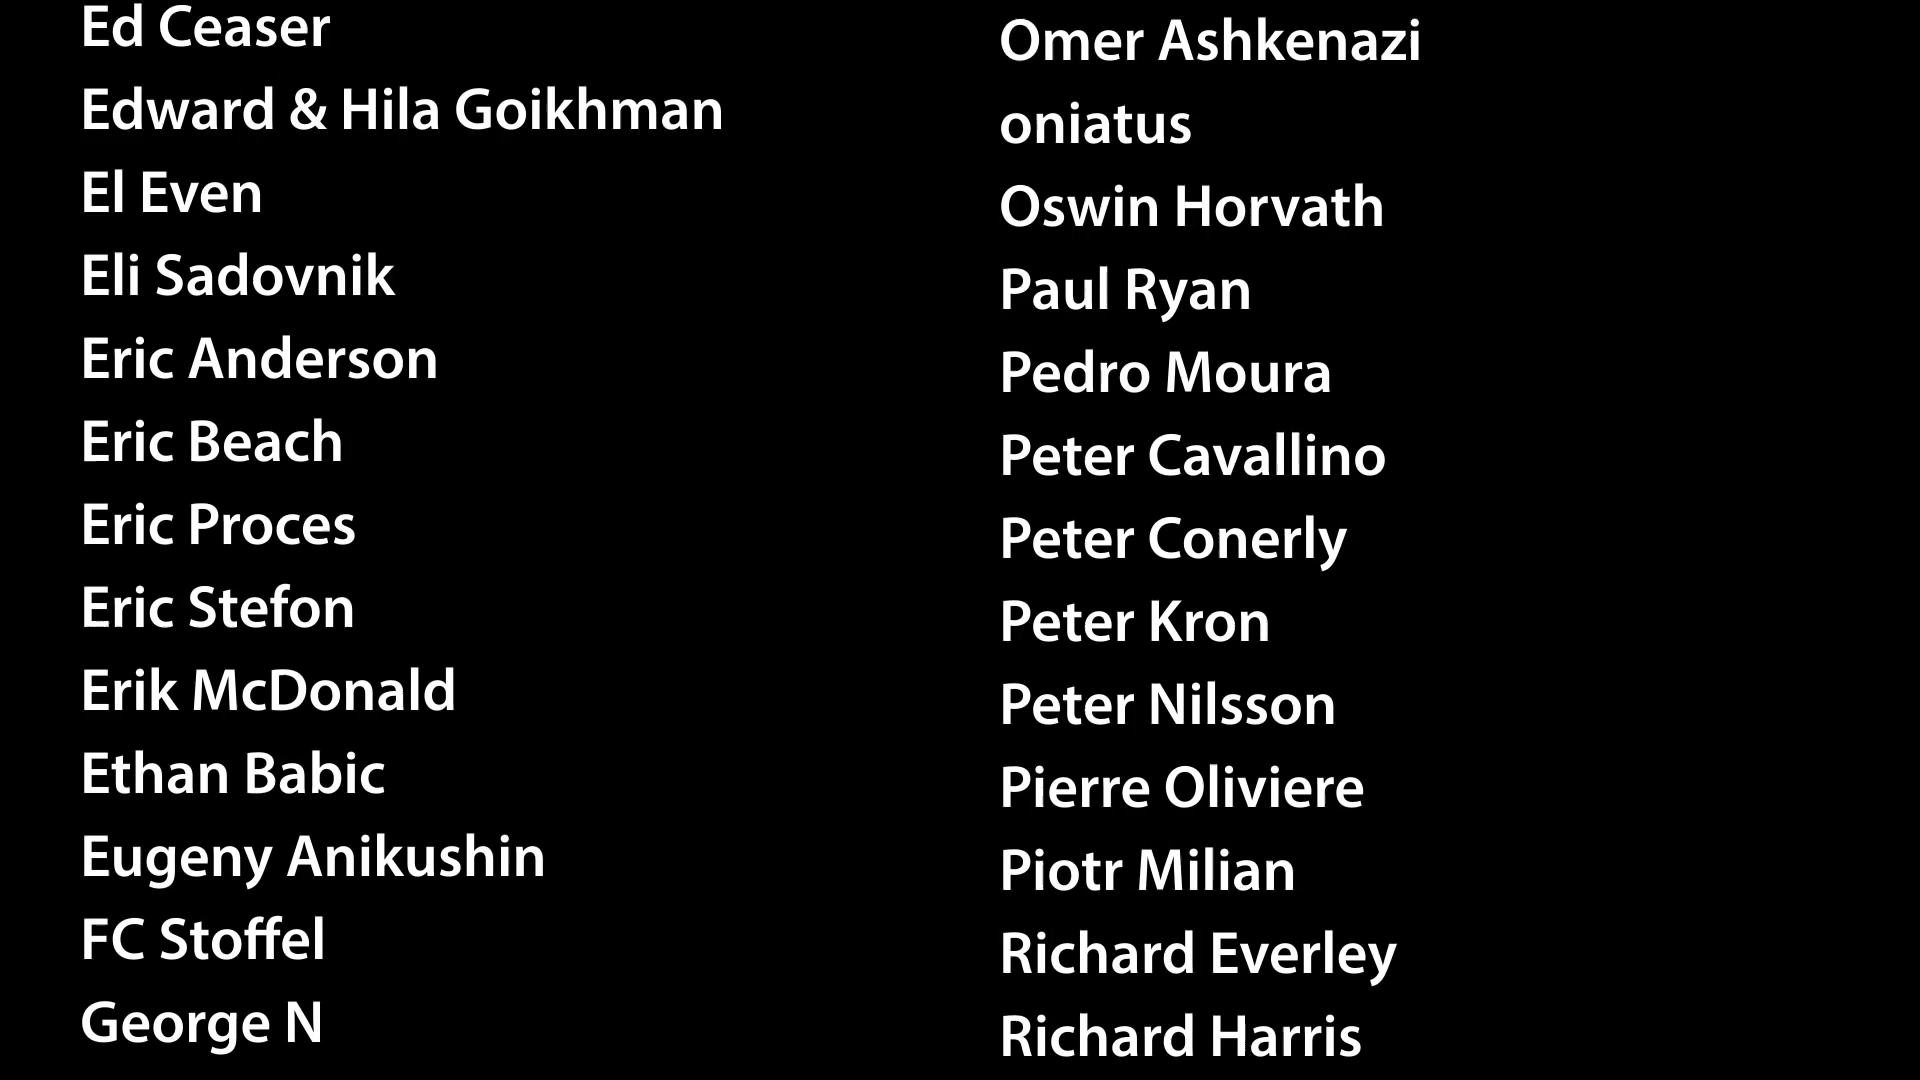 Ed Ceaser
Edward & Hila Goikhman
El Even
Eli Sadovnik
Eric Anderson
Eric Beach
Eric Proces
Eric Stefon
Erik McDonald
Ethan Babic
Eugeny Anikushin
FC Stoffel
George N
Omer Ashkenazi
oniatus
Oswin Horvath
Paul Ryan
Pedro Moura
Peter Cavallino
Peter Conerly
Peter Kron
Peter Nilsson
Pierre Oliviere
Piotr Milian
Richard Everley
Richard Harris